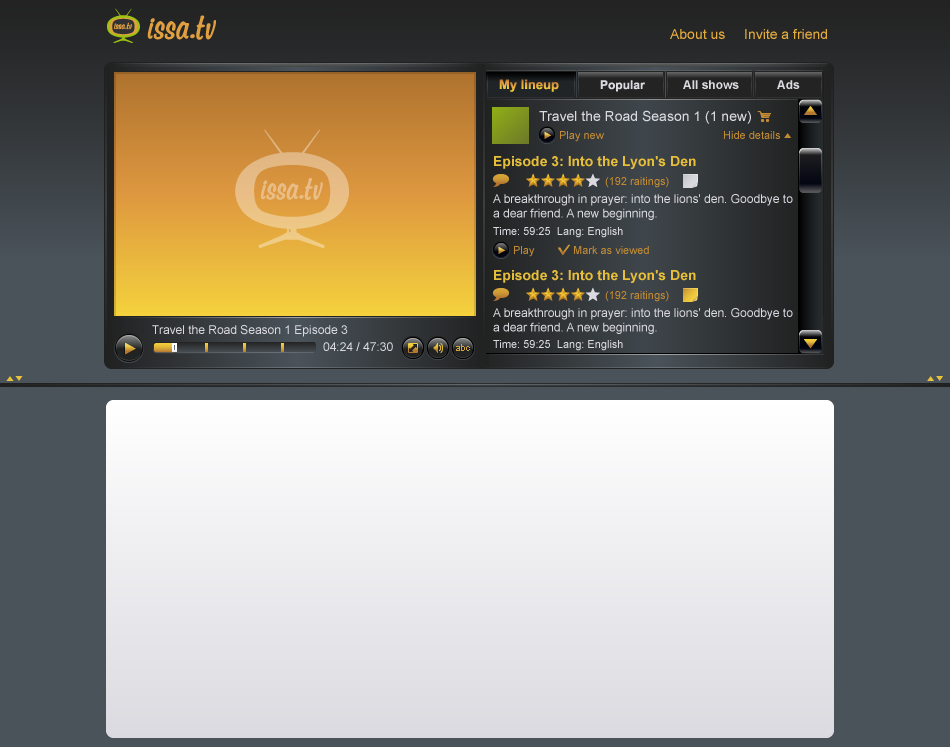 issa.tv issa.tv
About us Invite a friend
My lineup Popular All shows Ads
Travel the Road Season 1 (1 new)
Play new Hide details
issa.tv
Episode 3: Into the Lyon's Den
(192 raitings)
A breakthrough in prayer: into the lions' den. Goodbye to
a dear friend. A new beginning.
Time: 59:25 Lang: English
Play Mark as viewed
Episode 3: Into the Lyon's Den
(192 raitings)
A breakthrough in prayer: into the lions' den. Goodbye to
a dear friend. A new beginning.
Time: 59:25 Lang: English
Travel the Road Season 1 Episode 3
04:24 / 47:30 abc